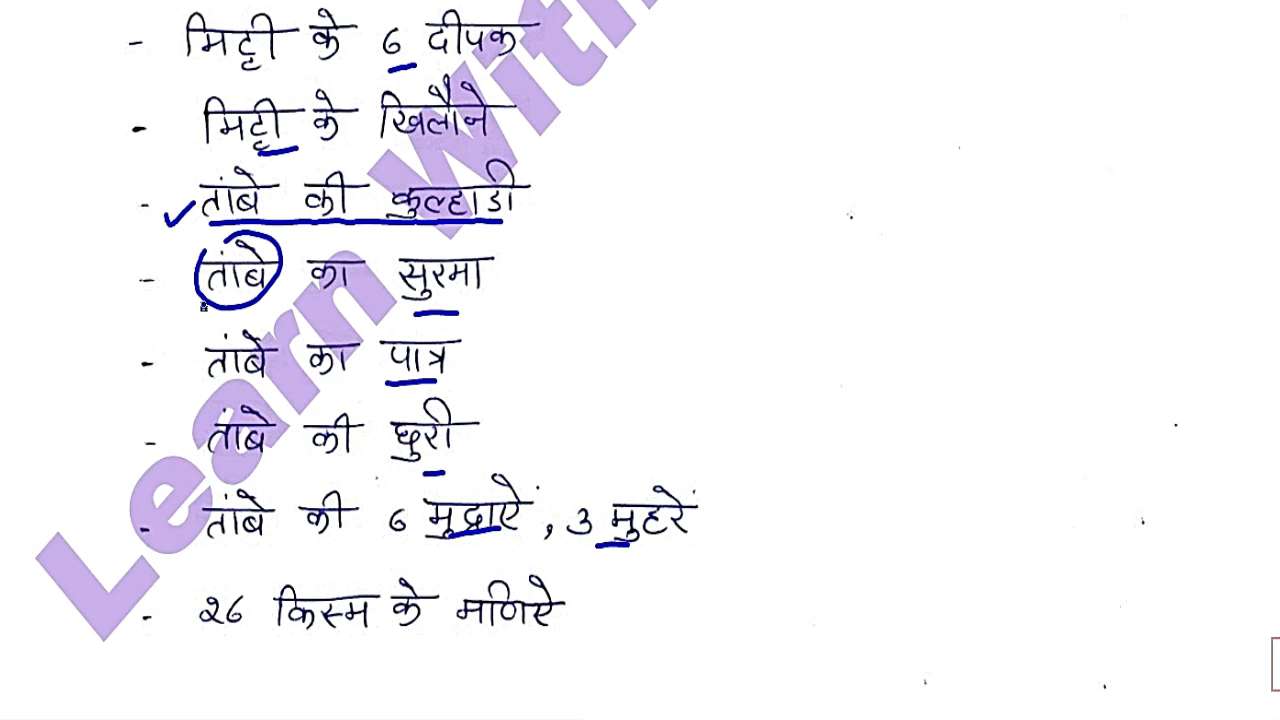 - मिट्टी के 6 दीपक
- मिट्टी के खिलौने
- तांबे की कुल्हाडी
- तांबे का सुरमा
- तांबे का पात्र
- तांबे की छुरी
- तांबे की 6 मुद्राऐं, 3 मुहरें
- 26 किस्म के मणिऐ
Learn With